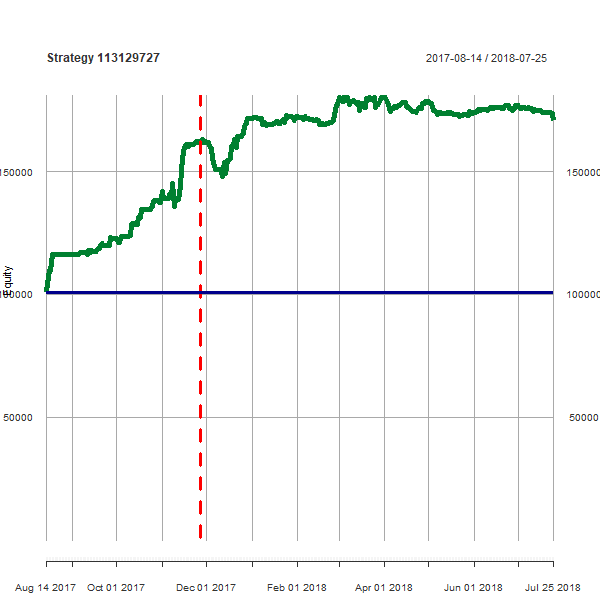 Strategy 113129727
2017-08-14 / 2018-07-25
150000
150000
100000
100000
50000
50000
Equity
Aug 14 2017
Oct 01 2017
Dec 01 2017
Feb 01 2018
Apr 01 2018
Jun 01 2018
Jul 25 2018